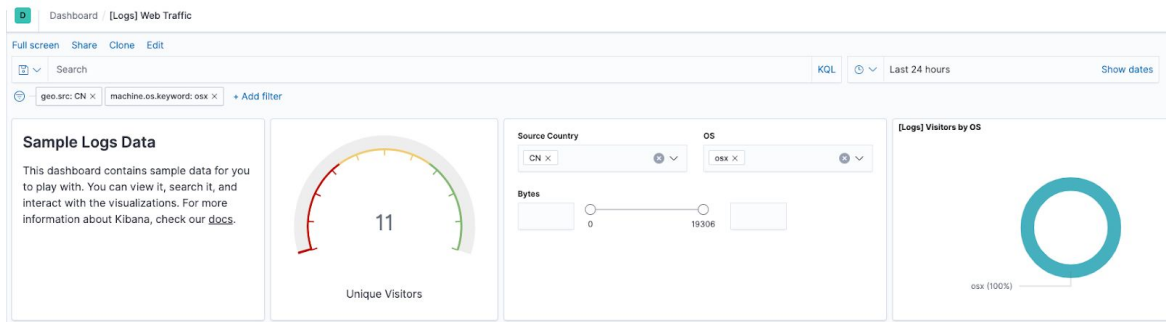 D Dashboard / [Logs] Web Traffic
Full screen Share Clone Edit
Search KQL Last 24 hours Show dates
geo.src: CN × machine.os.keyword: osx × + Add filter
Sample Logs Data
This dashboard contains sample data for you
to play with. You can view it, search it, and
interact with the visualizations. For more
information about Kibana, check our docs.
11
Unique Visitors
Source Country OS
CN × osx ×
Bytes
0 19306
[Logs] Visitors by OS
osx (100%)